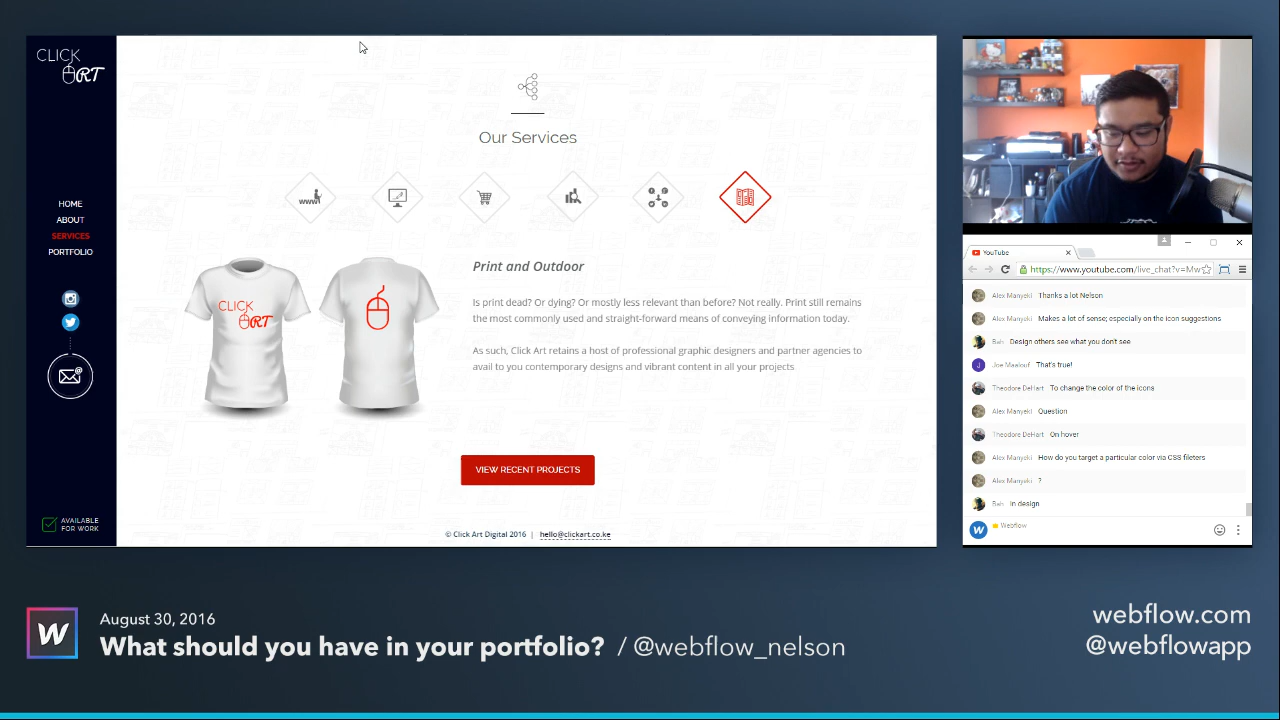 CLICK
ART
HOME
ABOUT
SERVICES
PORTFOLIO
AVAILABLE
FOR WORK
Our Services
www
CLICK
ART
Print and Outdoor
Is print dead? Or dying? Or mostly less relevant than before? Not really. Print still remains
the most commonly used and straight-forward means of conveying information today.
As such, Click Art retains a host of professional graphic designers and partner agencies to
avail to you contemporary designs and vibrant content in all your projects
VIEW RECENT PROJECTS
© Click Art Digital 2016 | hello@clickart.co.ke
YouTube
https://www.youtube.com/live_chat?v=Mw
Alex Manyeki Thanks a lot Nelson
Alex Manyeki Makes a lot of sense; especially on the icon suggestions
Bah Design others see what you don't see
J Joe Maalouf That's true!
Theodore DeHart To change the color of the icons
Alex Manyeki Question
Theodore DeHart On hover
Alex Manyeki How do you target a particular color via CSS fileters
Alex Manyeki ?
Bah in design
W Webflow
W
August 30, 2016
What should you have in your portfolio? / @webflow_nelson
webflow.com
@webflowapp